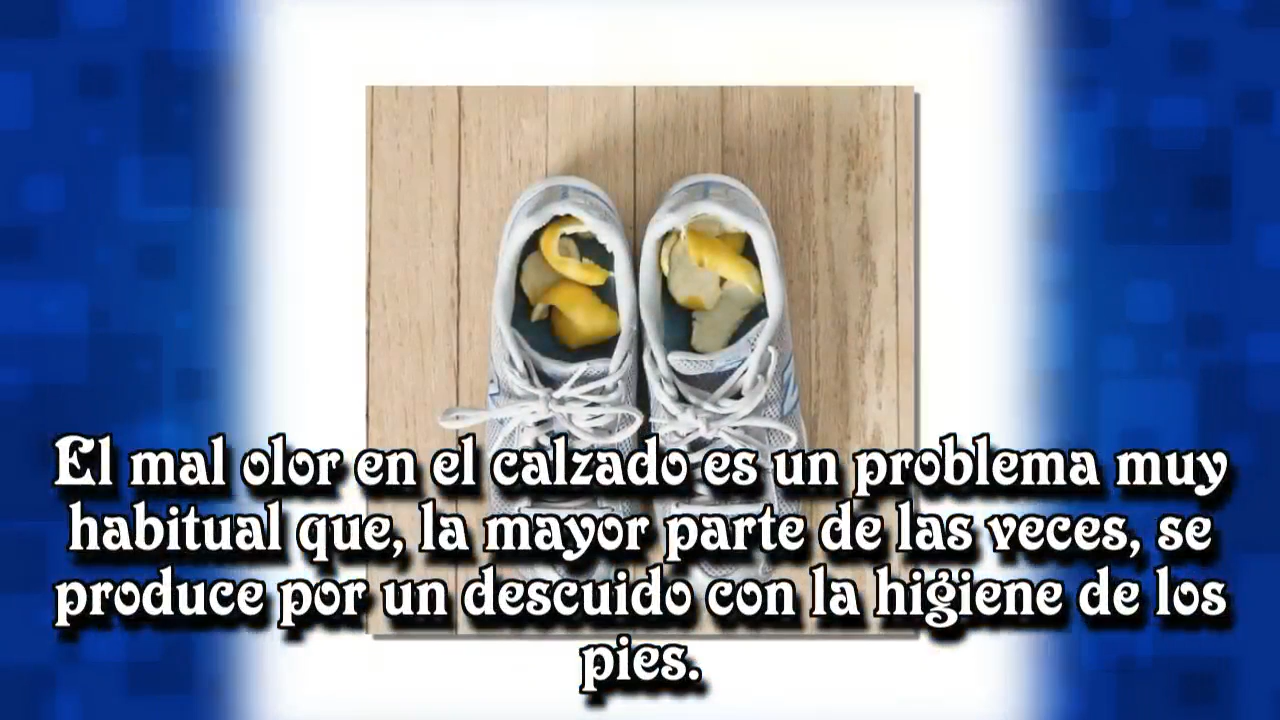 El mal olor en el calzado es un problema muy
habitual que, la mayor parte de las veces, se
produce por un descuido con la higiene de los
pies.